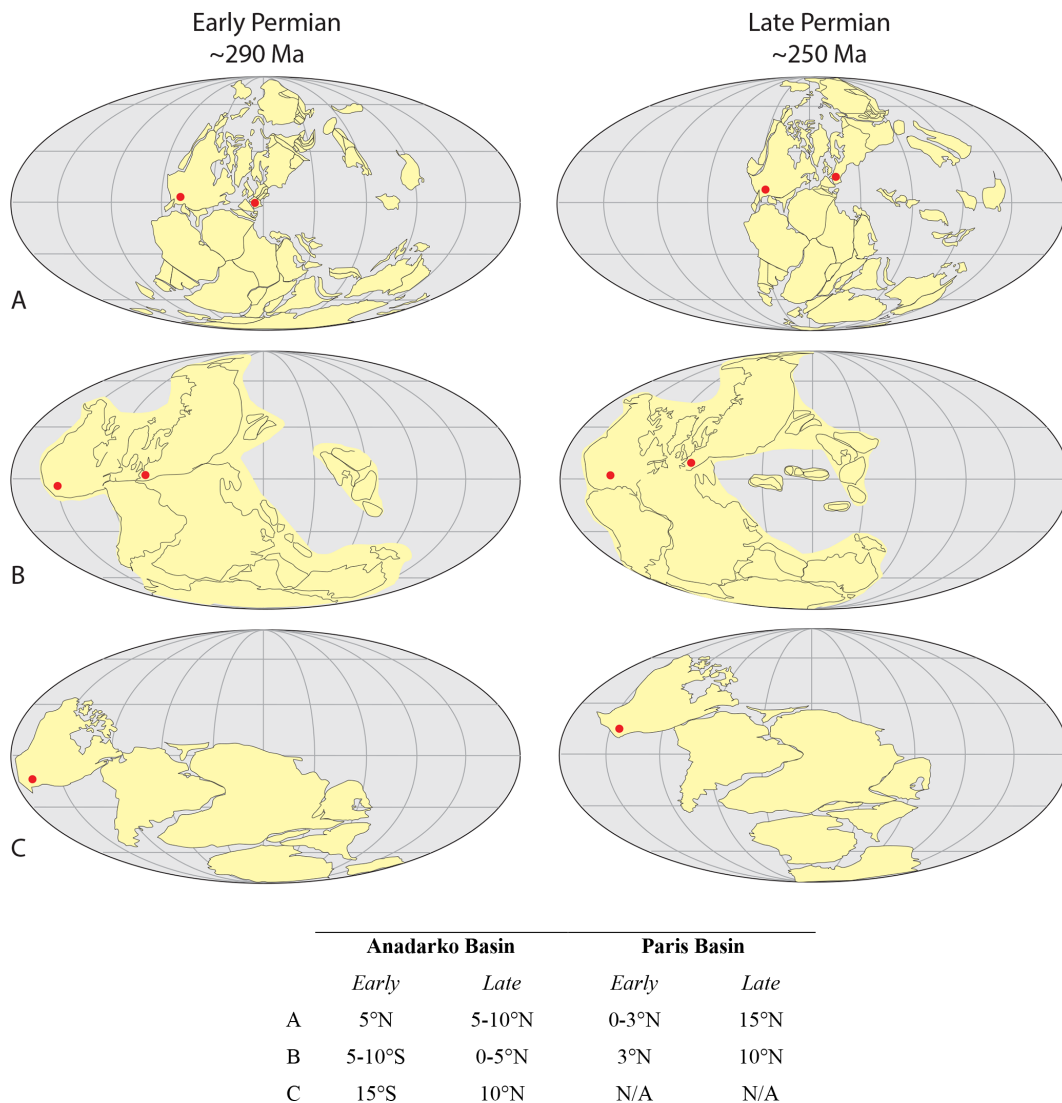 Early Permian
~290 Ma
Late Permian
~250 Ma
A
B
C
Anadarko Basin Paris Basin
Early Late Early Late
A 5°N 5-10°N 0-3°N 15°N
B 5-10°S 0-5°N 3°N 10°N
C 15°S 10°N N/A N/A